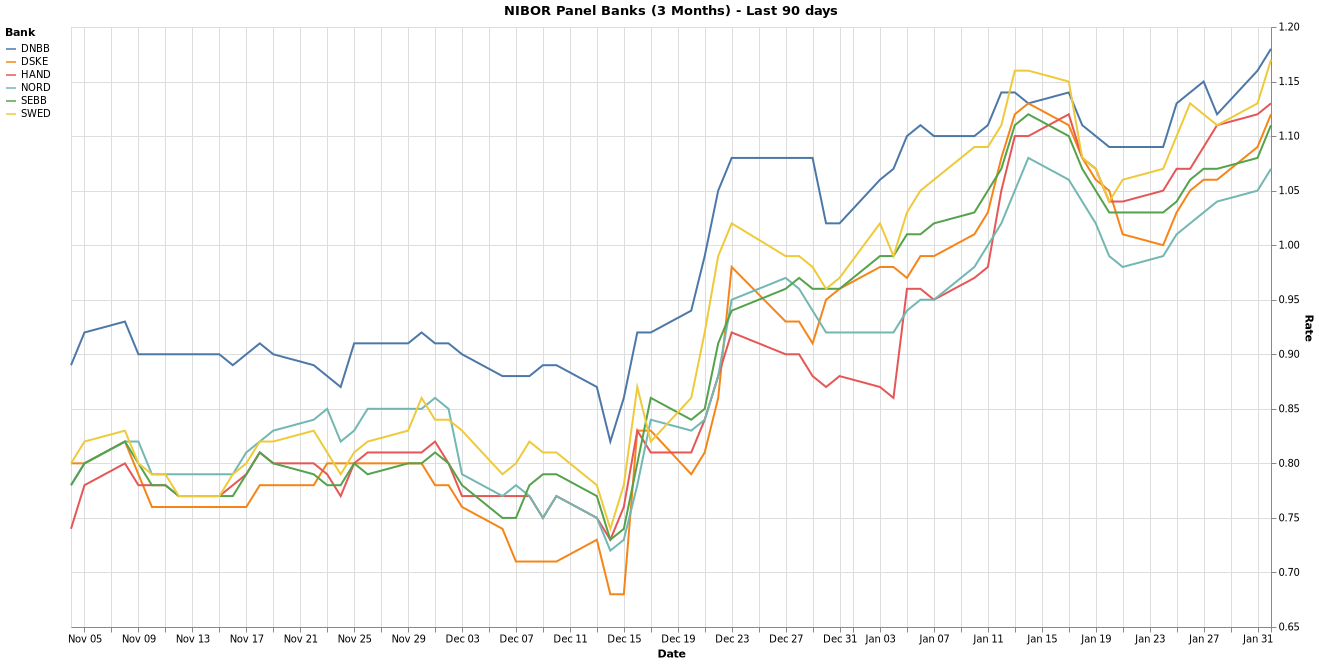 NIBOR Panel Banks (3 Months) - Last 90 days
Bank
DNBB
DSKE
HAND
NORD
SEBB
SWED
1.20
1.15
1.10
1.05
1.00
0.95
0.90
0.85
0.80
0.75
0.70
0.65
Rate
Nov 05 Nov 09 Nov 13 Nov 17 Nov 21 Nov 25 Nov 29 Dec 03 Dec 07 Dec 11 Dec 15 Dec 19 Dec 23 Dec 27 Dec 31 Jan 03 Jan 07 Jan 11 Jan 15 Jan 19 Jan 23 Jan 27 Jan 31
Date